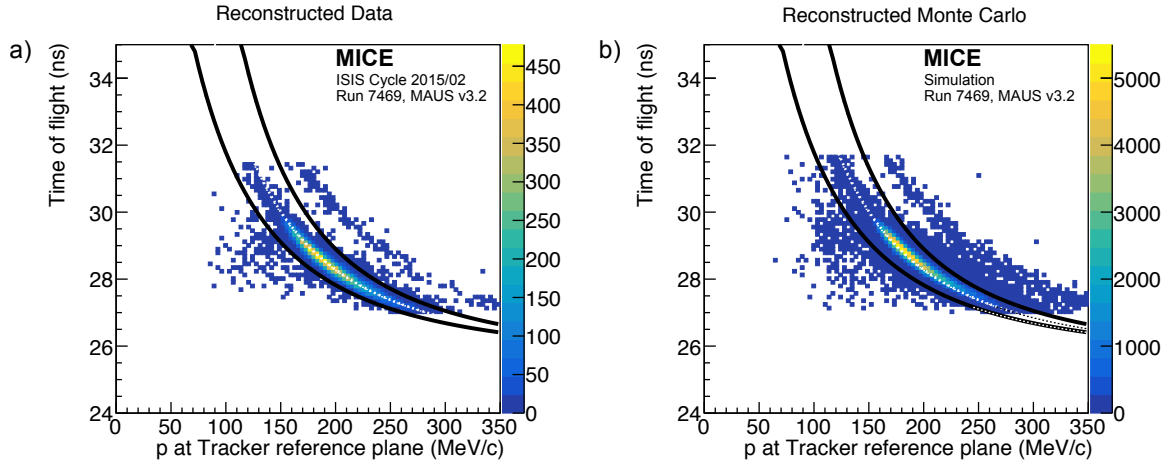 Reconstructed Data
a)
MICE
ISIS Cycle 2015/02
Run 7469, MAUS v3.2
Time of flight (ns)
34
32
30
28
26
24
0 50 100 150 200 250 300 350
p at Tracker reference plane (MeV/c)
450
400
350
300
250
200
150
100
50
0
Reconstructed Monte Carlo
b)
MICE
Simulation
Run 7469, MAUS v3.2
Time of flight (ns)
34
32
30
28
26
24
0 50 100 150 200 250 300 350
p at Tracker reference plane (MeV/c)
5000
4000
3000
2000
1000
0